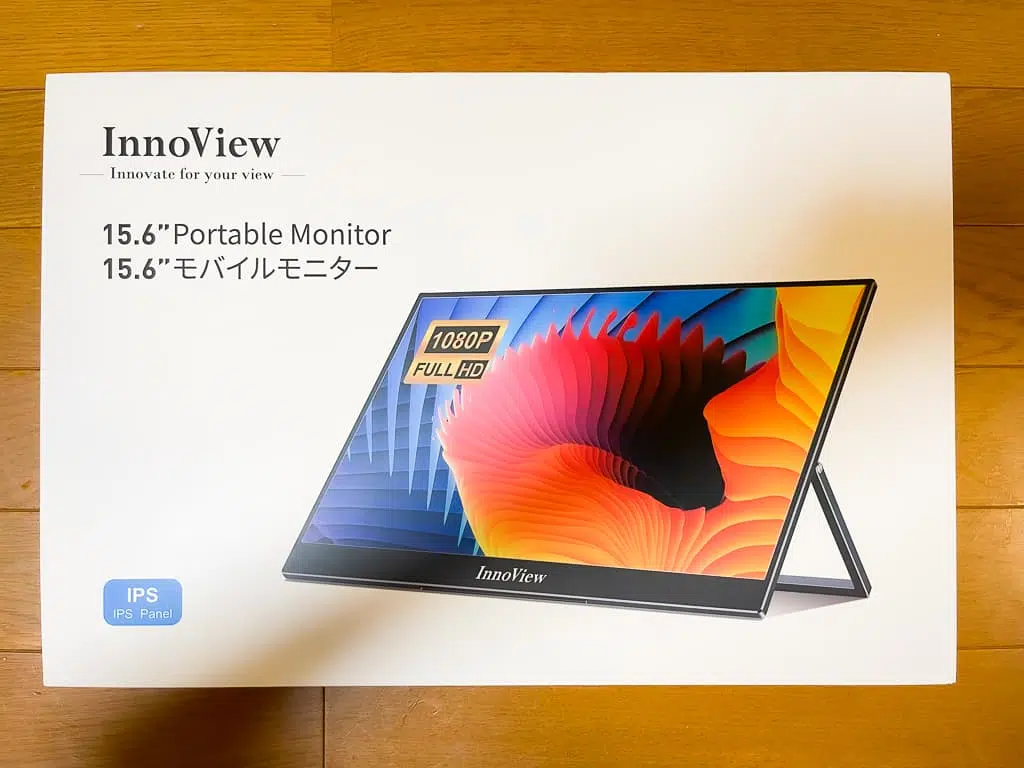 InnoView
Innovate for your view
15.6”Portable Monitor
15.6”モバイルモニター
1080P
FULL HD
InnoView
IPS
IPS Panel